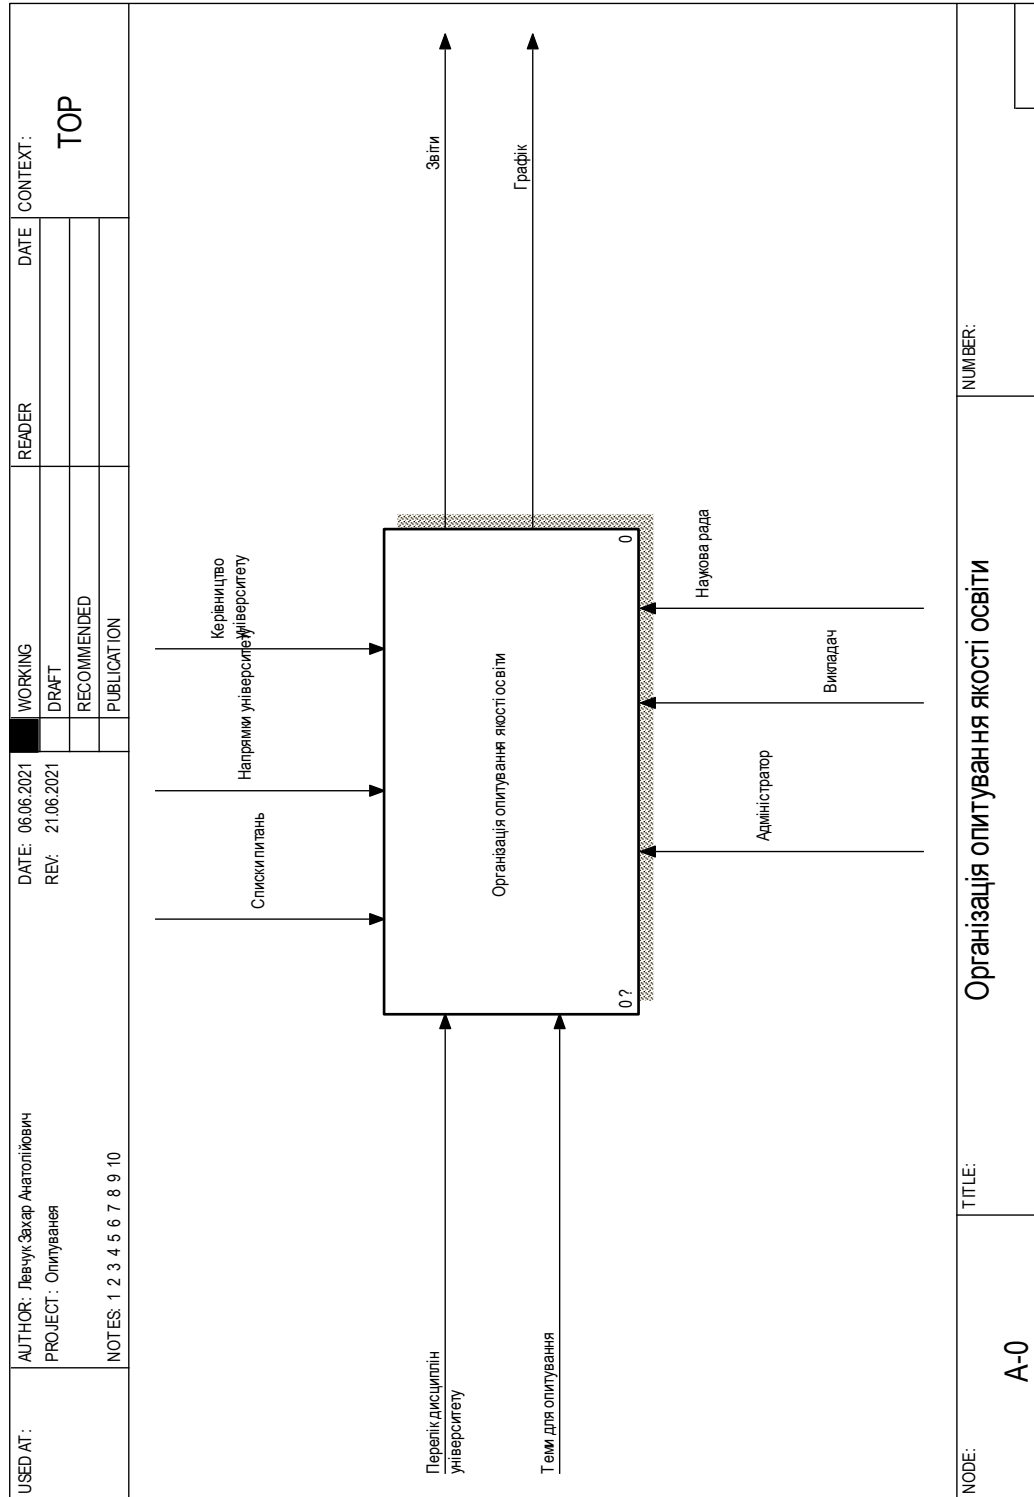 USED AT:
AUTHOR: Левчук Захар Анатолійович
DATE: 06.06.2021
REV: 21.06.2021
PROJECT: Опитуванея
NOTES: 1 2 3 4 5 6 7 8 9 10
WORKING
DRAFT
RECOMMENDED
PUBLICATION
READER
DATE
CONTEXT:
TOP
Списки питань
Напрямки університету
Керівництво
університету
Перелік дисциплін
університету
Теми для опитування
Організація опитування якості освіти
0 ?
0
Звіти
Графік
Адміністратор
Викладач
Наукова рада
NODE:
A-0
TITLE:
Організація опитування якості освіти
NUMBER: